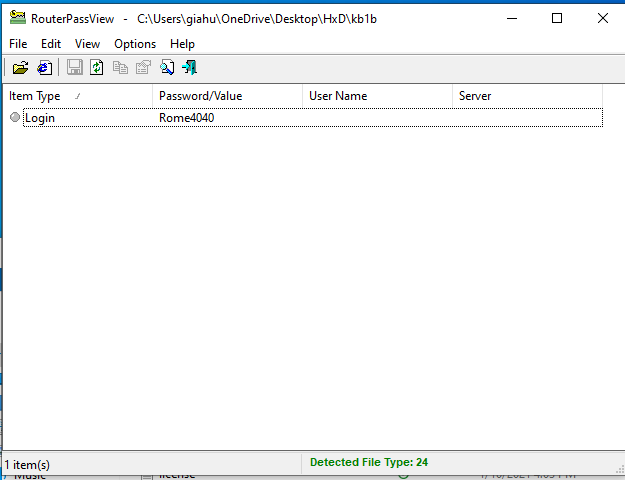 RouterPassView - C:\Users\giahu\OneDrive\Desktop\HxD\kb1b
File Edit View Options Help
Item Type Password/Value User Name Server
Login Rome4040
1 item(s) Detected File Type: 24